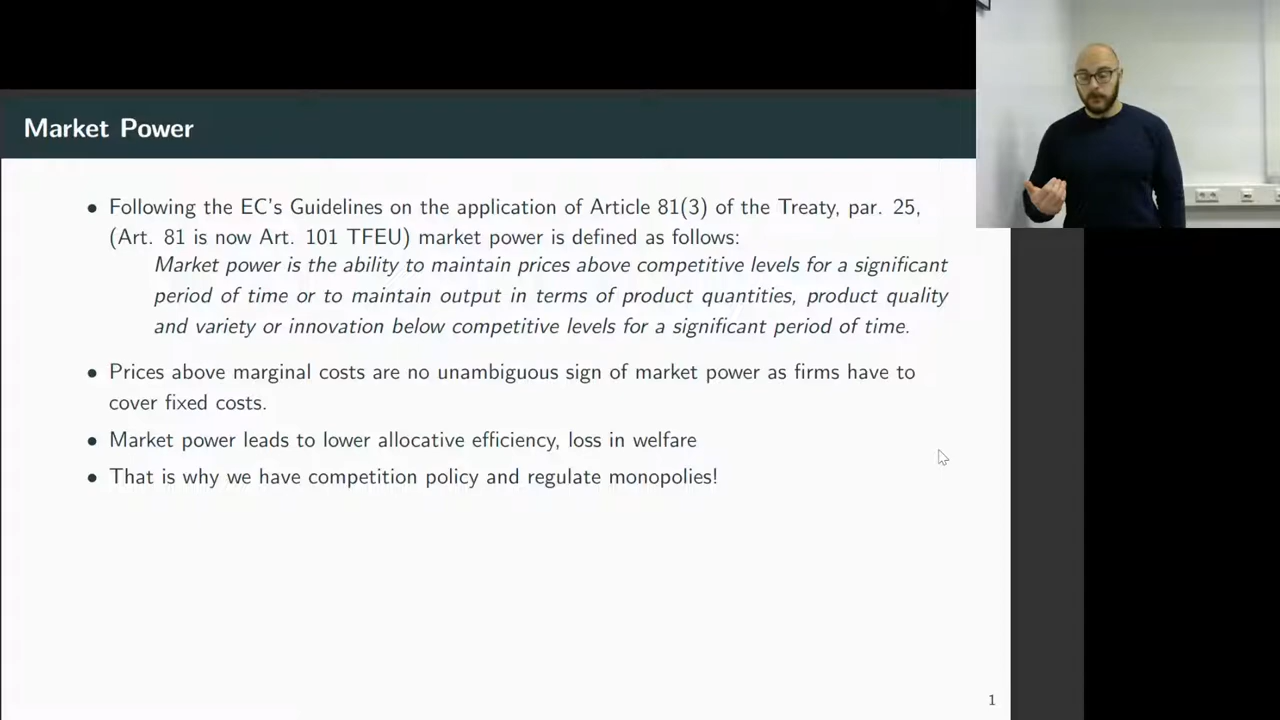 Market Power
• Following the EC's Guidelines on the application of Article 81(3) of the Treaty, par. 25,
(Art. 81 is now Art. 101 TFEU) market power is defined as follows:
Market power is the ability to maintain prices above competitive levels for a significant
period of time or to maintain output in terms of product quantities, product quality
and variety or innovation below competitive levels for a significant period of time.
• Prices above marginal costs are no unambiguous sign of market power as firms have to
cover fixed costs.
• Market power leads to lower allocative efficiency, loss in welfare
• That is why we have competition policy and regulate monopolies!
1